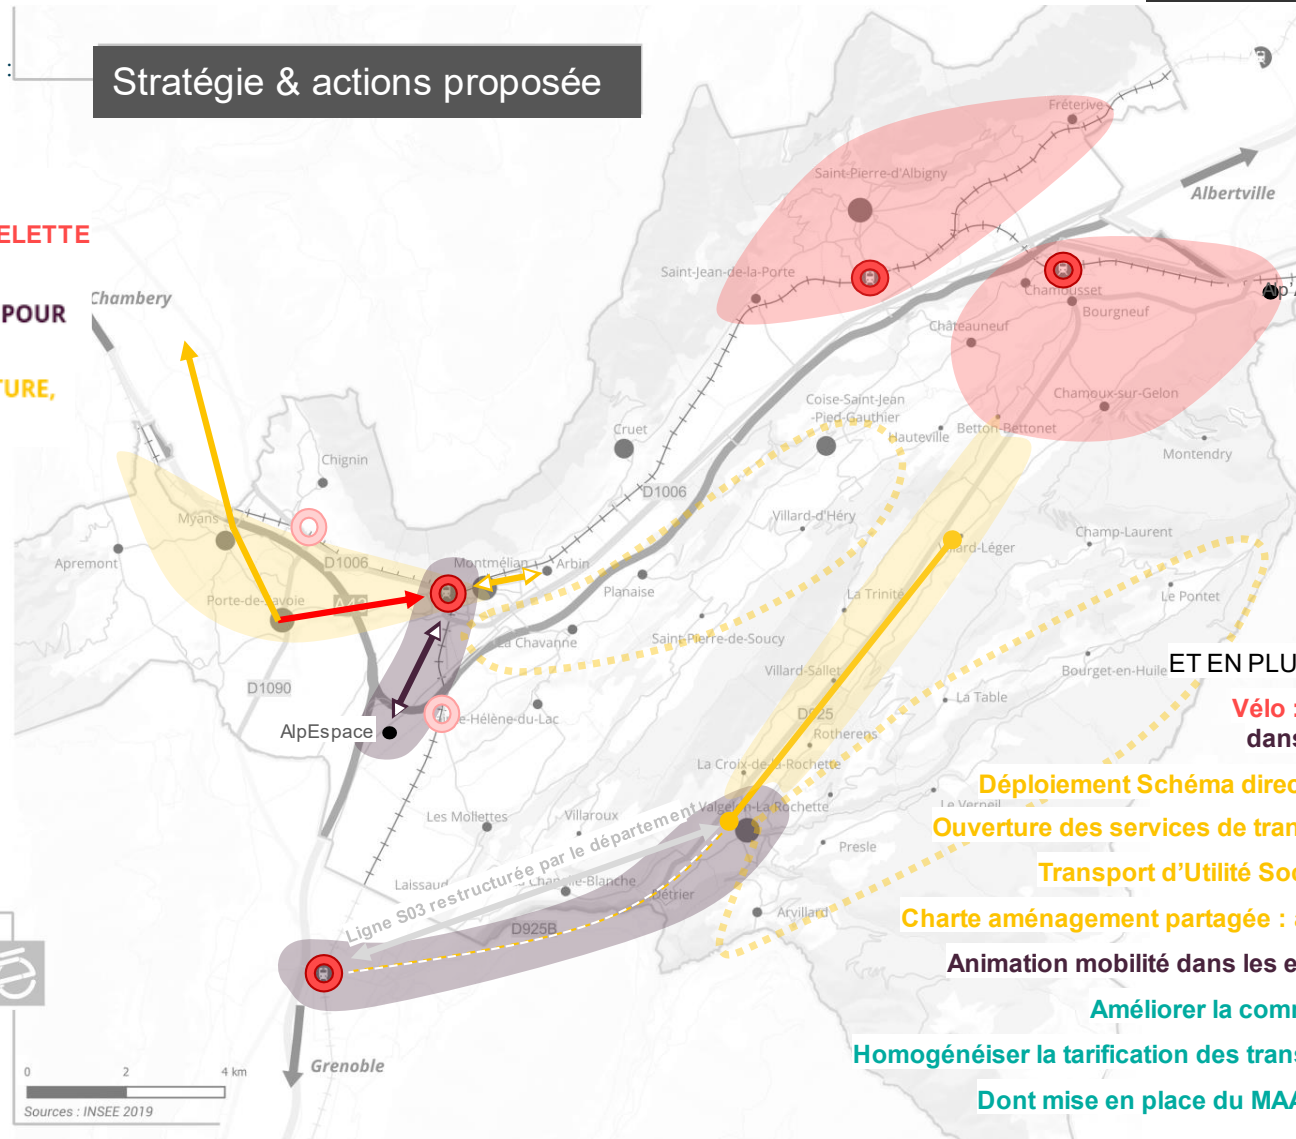 :
Stratégie & actions proposée
Fréterive
Saint-Pierre-d'Albigny
Albertville
ELETTE
Saint-Jean-de-la-Porte
Chambery
POUR
Chamousset
Bourgneuf
Châteauneuf
TURE,
Chamoux-sur-Gelon
Coise-Saint-Jean
-Pied-Gauthier
Cruet
Hauteville
Betton-Bettonet
Montendry
Chignin
D1006
Myans
Villard-d'Héry
Champ-Laurent
Apremont
D1006
Montmélian
Arbin
Planaise
La Trinité
Le Pontet
Porte-de-Savoie
La Chavanne
Saint-Pierre-de-Soucy
Villard-Sallet
Bourget-en-Huile
ET EN PLU
D1090
La Table
Vélo :
D925
AlpEspace
Rotherens
dans
La Croix-de-la-Rochette
Déploiement Schéma direc
Valgelon-La Rochette
Le Verneil
Les Mollettes
Villaroux
Ouverture des services de tran
Presle
Ligne S03 restructurée par le département
Transport d'Utilité Soc
Laissaud
Détrier
Arvillard
Charte aménagement partagée : a
D925B
Animation mobilité dans les e
Améliorer la com
Homogénéiser la tarification des trans
Grenoble
0 2 4 km
Dont mise en place du MAA
Sources : INSEE 2019